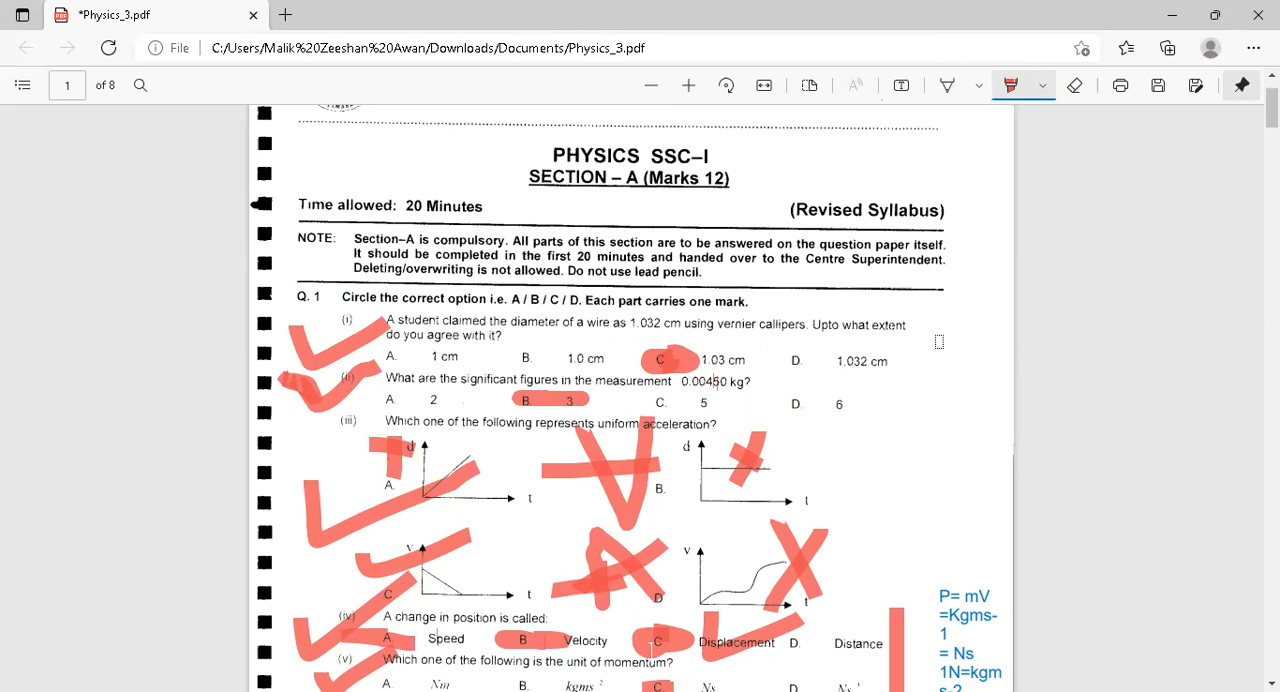 *Physics_3.pdf
File C:/Users/Malik%20Zeeshan%20Awan/Downloads/Documents/Physics_3.pdf
1 of 8
PHYSICS SSC–I
SECTION – A (Marks 12)
Time allowed: 20 Minutes (Revised Syllabus)
NOTE: Section–A is compulsory. All parts of this section are to be answered on the question paper itself.
It should be completed in the first 20 minutes and handed over to the Centre Superintendent.
Deleting/overwriting is not allowed. Do not use lead pencil.
Q. 1 Circle the correct option i.e. A / B / C / D. Each part carries one mark.
(i) A student claimed the diameter of a wire as 1.032 cm using vernier callipers. Upto what extent
do you agree with it?
A. 1 cm B. 1.0 cm C 1.03 cm D. 1.032 cm
(ii) What are the significant figures in the measurement 0.00450 kg?
A. 2 B. 3 C. 5 D. 6
(iii) Which one of the following represents uniform acceleration?
d d
A. B.
t t
v v
C. t D t
(iv) A change in position is called:
A. Speed B Velocity C Displacement D. Distance
(v) Which one of the following is the unit of momentum?
A. Nm B. kgms⁻² C. Ns D. Ns⁻¹
P= mV
=Kgms-
1
= Ns
1N=kgm
s-2